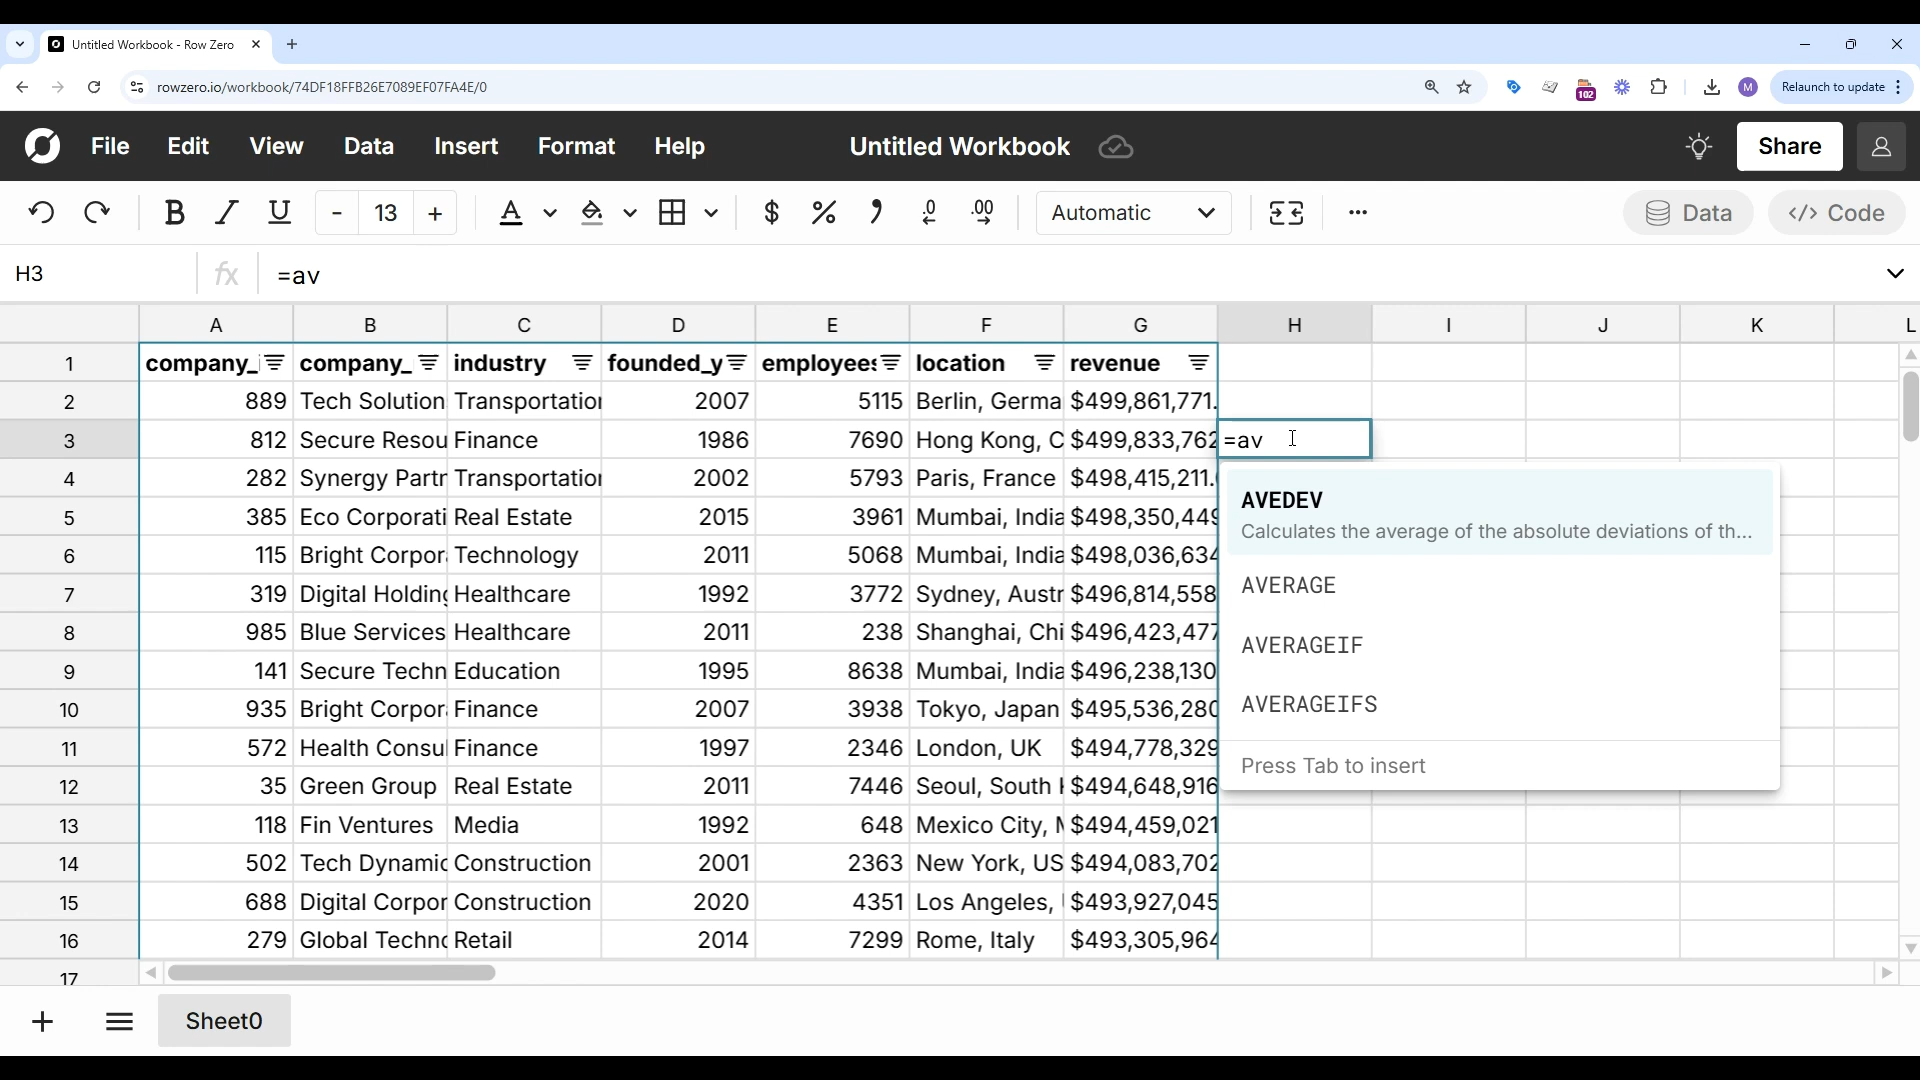 Untitled Workbook - Row Zero
rowzero.io/workbook/74DF18FFB26E7089EF07FA4E/0
102
M
Relaunch to update
File Edit View Data Insert Format Help
Untitled Workbook
Share
B I U - 13 + A $ % , .0 .00 Automatic ... Data </> Code
H3 fx =av
A B C D E F G H I J K L
1 company_i company_ industry founded_y employees location revenue
2 889 Tech Solution Transportation 2007 5115 Berlin, Germa $499,861,771.
3 812 Secure Resou Finance 1986 7690 Hong Kong, C $499,833,762 =av
4 282 Synergy Partn Transportation 2002 5793 Paris, France $498,415,211.
5 385 Eco Corporati Real Estate 2015 3961 Mumbai, India $498,350,449
6 115 Bright Corpor Technology 2011 5068 Mumbai, India $498,036,634
7 319 Digital Holding Healthcare 1992 3772 Sydney, Austr $496,814,558
8 985 Blue Services Healthcare 2011 238 Shanghai, Chi $496,423,477
9 141 Secure Techn Education 1995 8638 Mumbai, India $496,238,130
10 935 Bright Corpor Finance 2007 3938 Tokyo, Japan $495,536,280
11 572 Health Consul Finance 1997 2346 London, UK $494,778,329
12 35 Green Group Real Estate 2011 7446 Seoul, South $494,648,916
13 118 Fin Ventures Media 1992 648 Mexico City, $494,459,021
14 502 Tech Dynamic Construction 2001 2363 New York, US $494,083,702
15 688 Digital Corpor Construction 2020 4351 Los Angeles, $493,927,045
16 279 Global Techno Retail 2014 7299 Rome, Italy $493,305,964
17
AVEDEV
Calculates the average of the absolute deviations of th...
AVERAGE
AVERAGEIF
AVERAGEIFS
Press Tab to insert
Sheet0